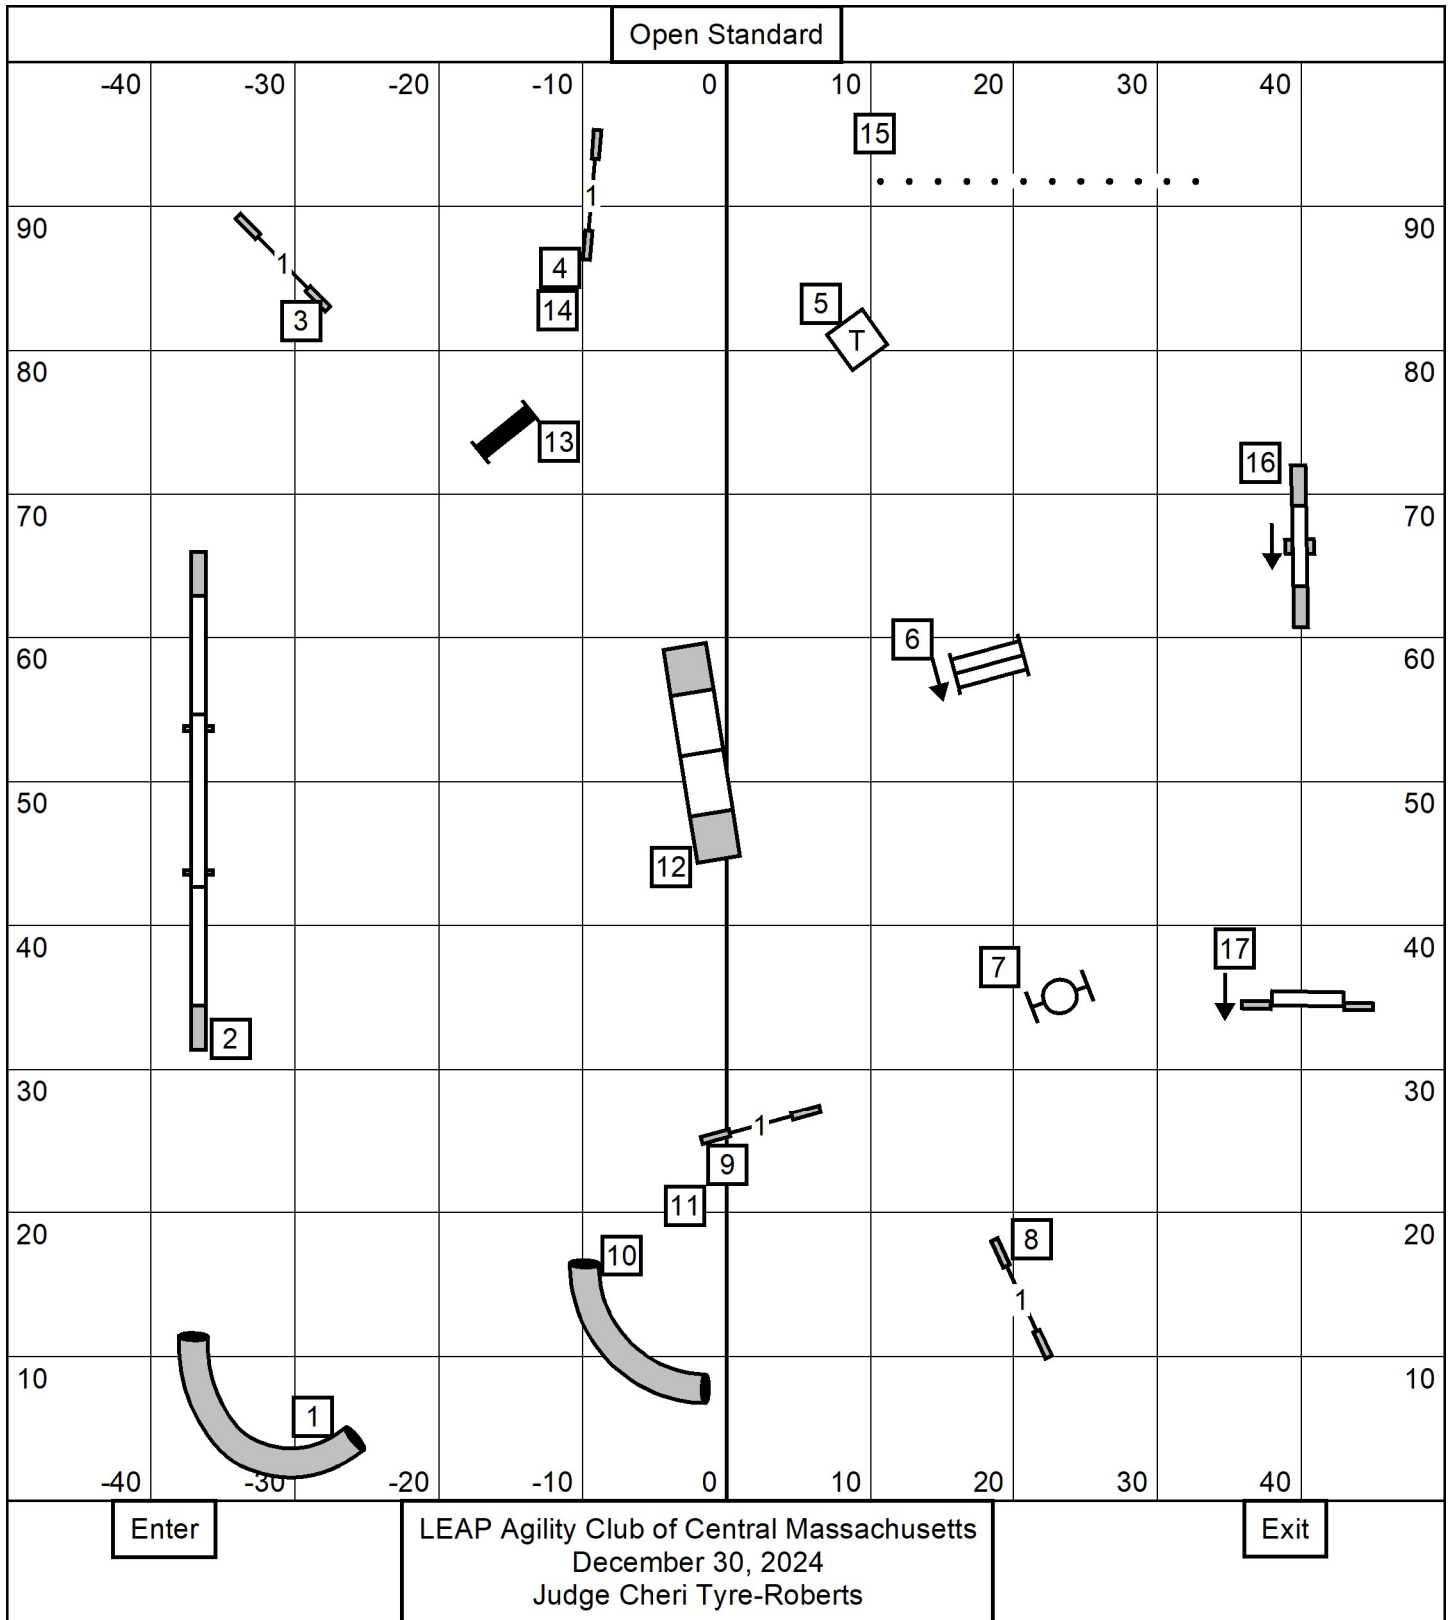 Open Standard
-40 -30 -20 -10 0 10 20 30 40
15
1
90 1 4 90
14 5
3 T
80 80
13 16
70 70
6
60 60
50 50
12
40 7 17 40
2
30 30
1
9
11
20 10 8 20
1
10 10
1
-40 -30 -20 -10 0 10 20 30 40
Enter
LEAP Agility Club of Central Massachusetts
December 30, 2024
Judge Cheri Tyre-Roberts
Exit